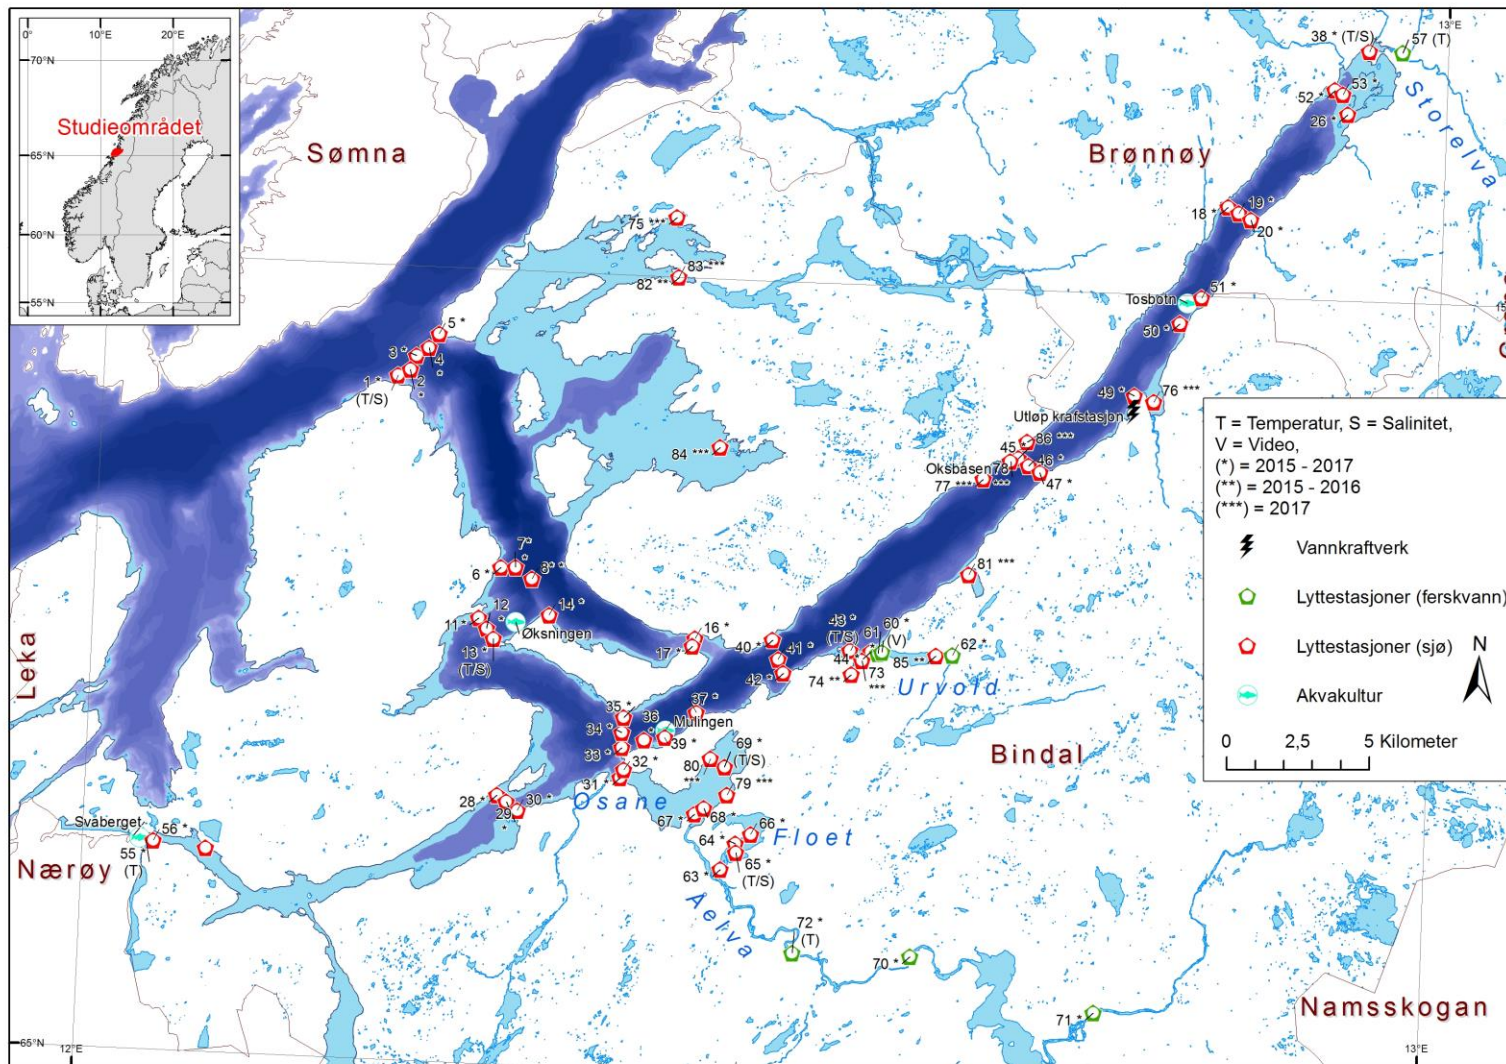 0°
10°E
20°E
70°N
65°N
60°N
55°N
Studieområdet
Sømna
Brønnøy
13°E
38 * (T/S)
57 (T)
53 *
52 *
26 *
Storelva
18 *
19 *
20 *
75 ***
83 ***
82 **
Tosbotn
51 *
50 *
5 *
3 *
4
*
1 *
(T/S)
2
*
49 *
76 ***
Utløp krafstasjon
84 ***
86 ***
45 *
46 *
Oksbåsen
78
***
77 ***
47 *
T = Temperatur, S = Salinitet,
V = Video,
(*) = 2015 - 2017
(**) = 2015 - 2016
(***) = 2017
Vannkraftverk
Lyttestasjoner (ferskvann)
Lyttestasjoner (sjø)
Akvakultur
N
0 2,5 5 Kilometer
7*
*
6 *
8* *
81 ***
11 *
12
*
14 *
Øksningen
13 *
(T/S)
16 *
17 *
40 *
41 *
42 *
43 *
(T/S)
61
60 *
(V)
62 *
44
85 **
73
***
74 **
Urvold
Leka
35 *
36
*
37 *
Mulingen
34 *
39 *
33 *
32 *
31 *
69 *
(T/S)
80
***
79 ***
Bindal
Osane
28 *
29
*
30 *
67 *
68 *
66 *
Floet
64 *
65 *
(T/S)
63 *
Svaberget
56 *
55 *
(T)
Nærøy
Åelva
72 *
(T)
70 *
71 *
Namsskogan
65°N
12°E
13°E